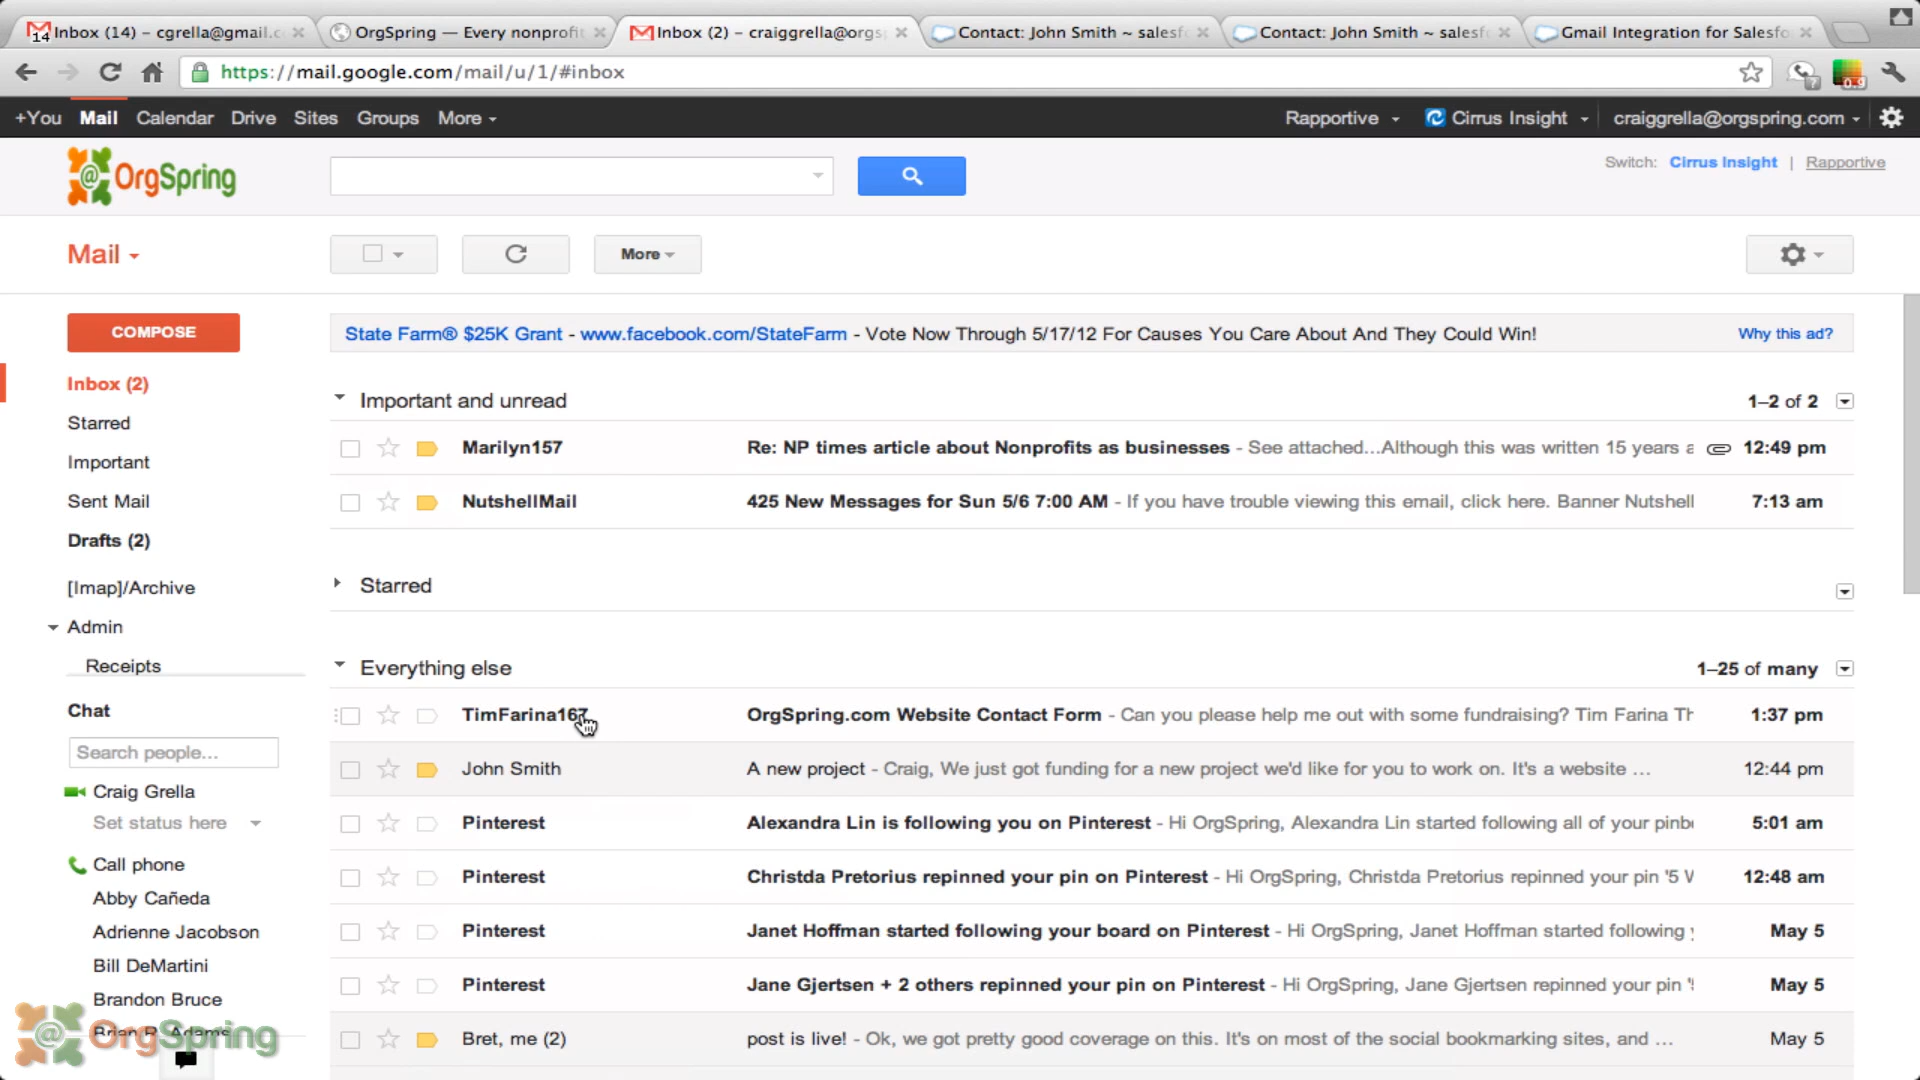 Inbox (14) – cgrella@gmail.c
14
OrgSpring — Every nonprofit
Inbox (2) – craiggrella@orgs
Contact: John Smith ~ salesf
Contact: John Smith ~ salesf
Gmail Integration for Salesfo
https://mail.google.com/mail/u/1/#inbox
?
0.9
+You Mail Calendar Drive Sites Groups More
Rapportive Cirrus Insight craiggrella@orgspring.com
@ OrgSpring
Switch: Cirrus Insight | Rapportive
Mail
More
COMPOSE
State Farm® $25K Grant - www.facebook.com/StateFarm - Vote Now Through 5/17/12 For Causes You Care About And They Could Win! Why this ad?
Inbox (2)
Starred
Important
Sent Mail
Drafts (2)
[Imap]/Archive
Admin
Receipts
Chat
Search people...
Craig Grella
Set status here
Call phone
Abby Cañeda
Adrienne Jacobson
Bill DeMartini
Brandon Bruce
Brian R. Adams
@ OrgSpring
Important and unread 1–2 of 2
Marilyn157 Re: NP times article about Nonprofits as businesses - See attached...Although this was written 15 years a 12:49 pm
NutshellMail 425 New Messages for Sun 5/6 7:00 AM - If you have trouble viewing this email, click here. Banner Nutshell 7:13 am
Starred
Everything else 1–25 of many
TimFarina167 OrgSpring.com Website Contact Form - Can you please help me out with some fundraising? Tim Farina Th 1:37 pm
John Smith A new project - Craig, We just got funding for a new project we'd like for you to work on. It's a website ... 12:44 pm
Pinterest Alexandra Lin is following you on Pinterest - Hi OrgSpring, Alexandra Lin started following all of your pinb 5:01 am
Pinterest Christda Pretorius repinned your pin on Pinterest - Hi OrgSpring, Christda Pretorius repinned your pin '5 W 12:48 am
Pinterest Janet Hoffman started following your board on Pinterest - Hi OrgSpring, Janet Hoffman started following y May 5
Pinterest Jane Gjertsen + 2 others repinned your pin on Pinterest - Hi OrgSpring, Jane Gjertsen repinned your pin '5 May 5
Bret, me (2) post is live! - Ok, we got pretty good coverage on this. It's on most of the social bookmarking sites, and ... May 5